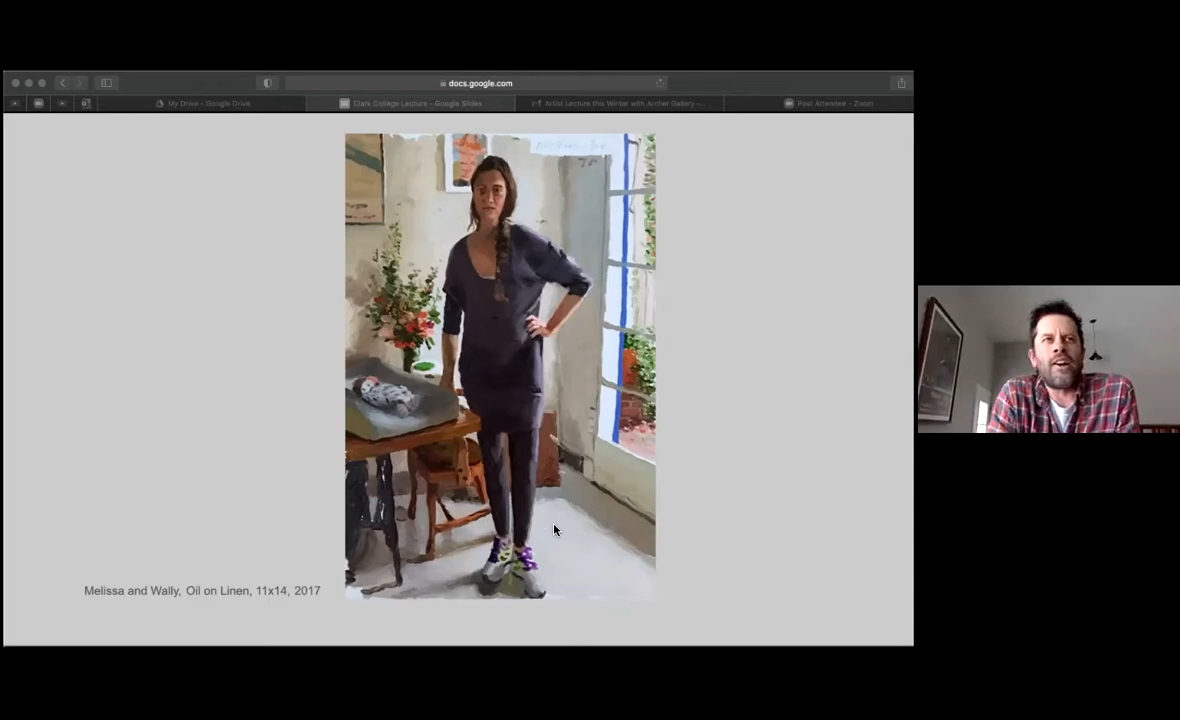 docs.google.com
My Drive - Google Drive
Clark College Lecture - Google Slides
Artist Lecture this Winter with Archer Gallery -...
Post Attendee - Zoom
Melissa and Wally, Oil on Linen, 11x14, 2017